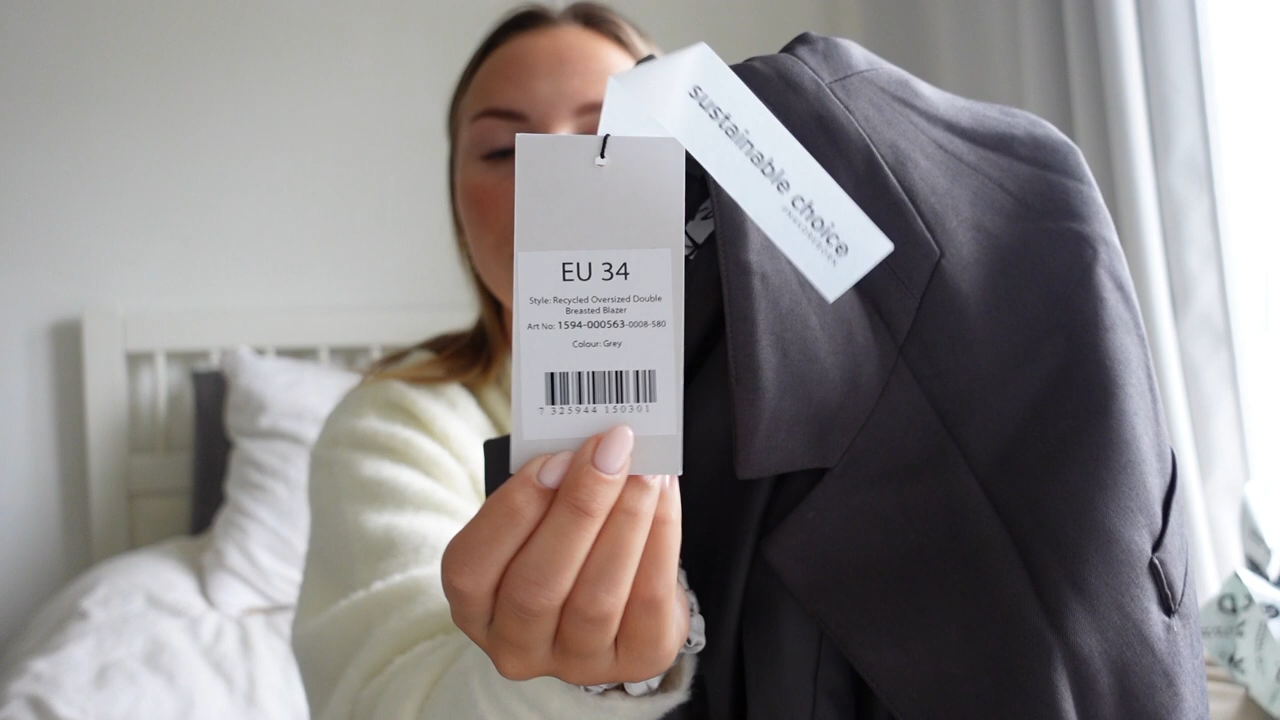 sustainable choice
EU 34
Style: Recycled Oversized Double
Breasted Blazer
Art No: 1594-000563-0008-580
Colour: Grey
7 325944 150301